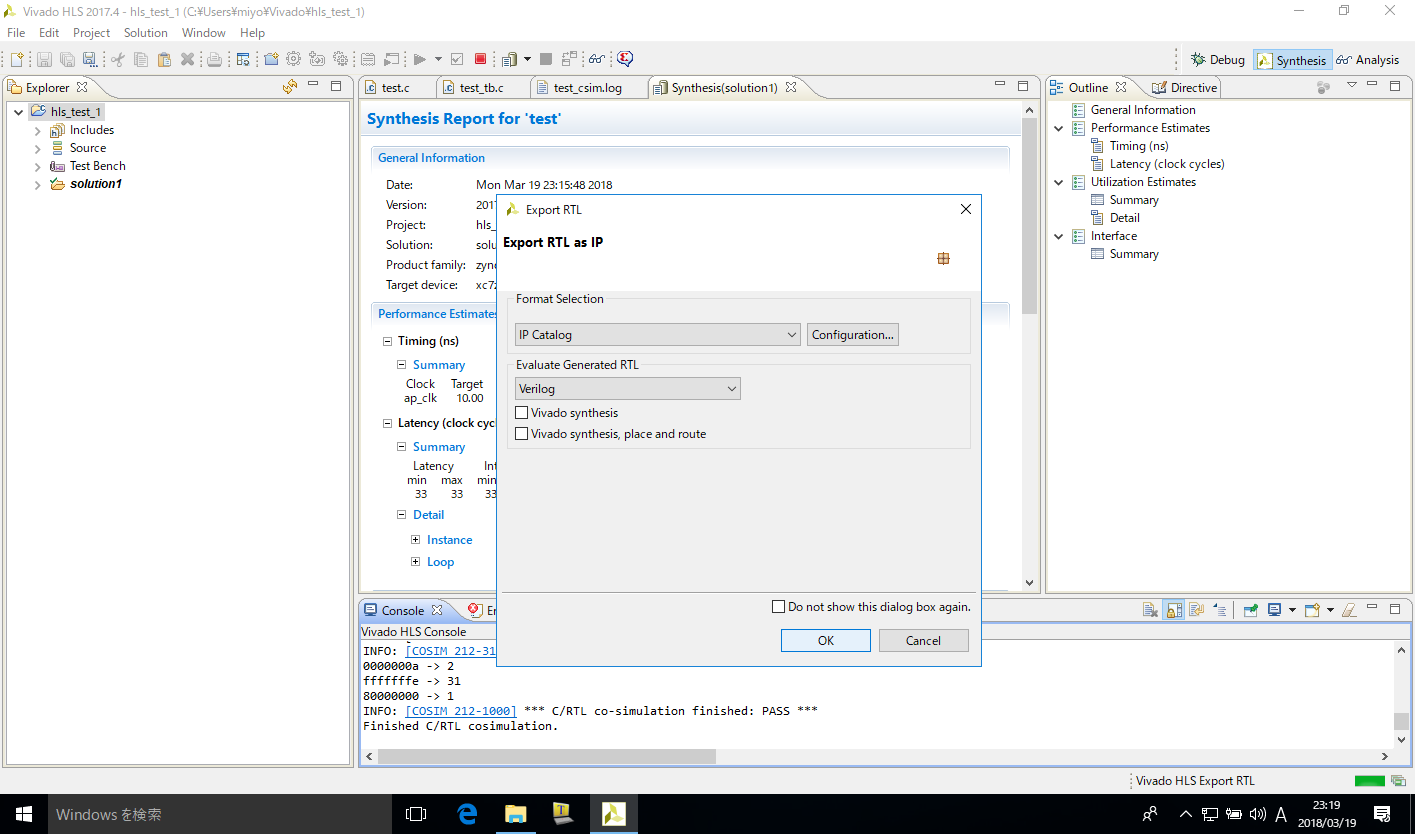 Vivado HLS 2017.4 - hls_test_1 (C:¥Users¥miyo¥Vivado¥hls_test_1)
File Edit Project Solution Window Help
Debug Synthesis Analysis
Explorer
hls_test_1
Includes
Source
Test Bench
solution1
test.c test_tb.c test_csim.log Synthesis(solution1)
Synthesis Report for 'test'
General Information
Date: Mon Mar 19 23:15:48 2018
Version: 2017
Project: hls_
Solution: solu
Product family: zync
Target device: xc7z
Performance Estimates
Timing (ns)
Summary
Clock Target
ap_clk 10.00
Latency (clock cyc
Summary
Latency Int
min max min
33 33 33
Detail
Instance
Loop
Export RTL
Export RTL as IP
Format Selection
IP Catalog Configuration...
Evaluate Generated RTL
Verilog
Vivado synthesis
Vivado synthesis, place and route
Do not show this dialog box again.
OK Cancel
Outline Directive
General Information
Performance Estimates
Timing (ns)
Latency (clock cycles)
Utilization Estimates
Summary
Detail
Interface
Summary
Console Er
Vivado HLS Console
INFO: [COSIM 212-31
0000000a -> 2
fffffffe -> 31
80000000 -> 1
INFO: [COSIM 212-1000] *** C/RTL co-simulation finished: PASS ***
Finished C/RTL cosimulation.
Vivado HLS Export RTL
Windows を検索
A
23:19
2018/03/19